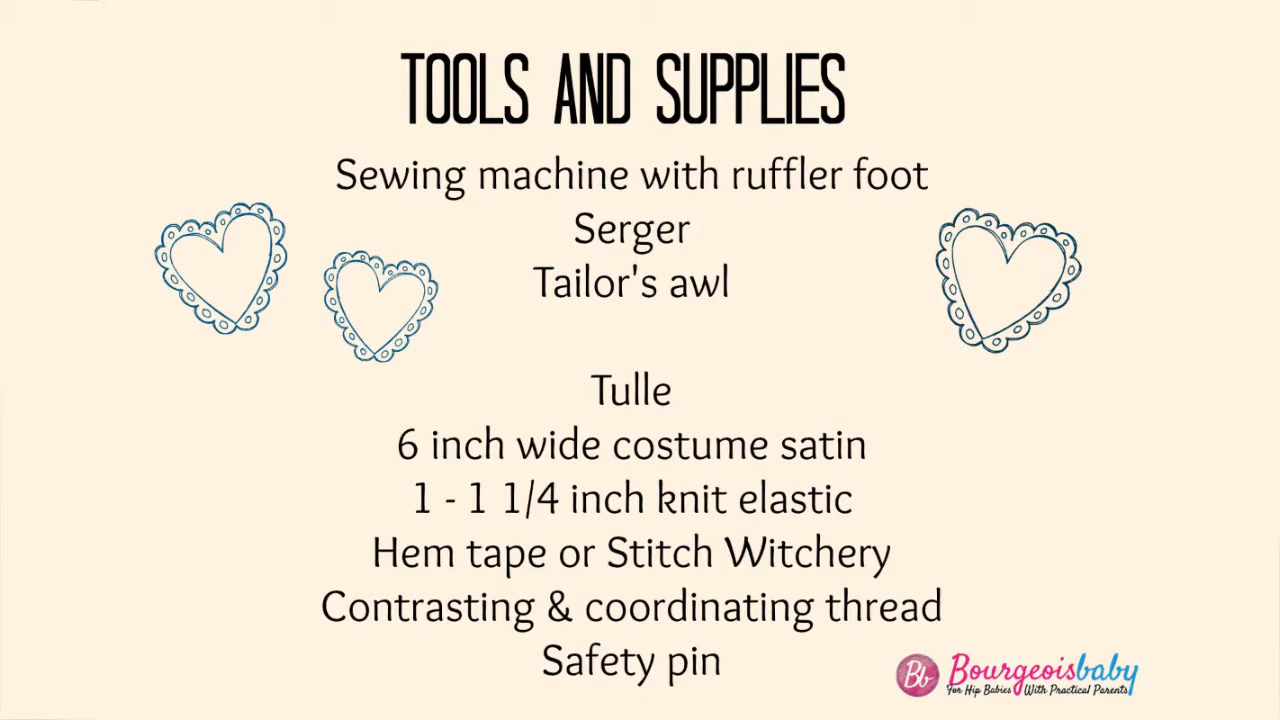 TOOLS AND SUPPLIES
Sewing machine with ruffler foot
Serger
Tailor's awl
Tulle
6 inch wide costume satin
1 - 1 1/4 inch knit elastic
Hem tape or Stitch Witchery
Contrasting & coordinating thread
Safety pin
Bb Bourgeoisbaby
For Hip Babies With Practical Parents